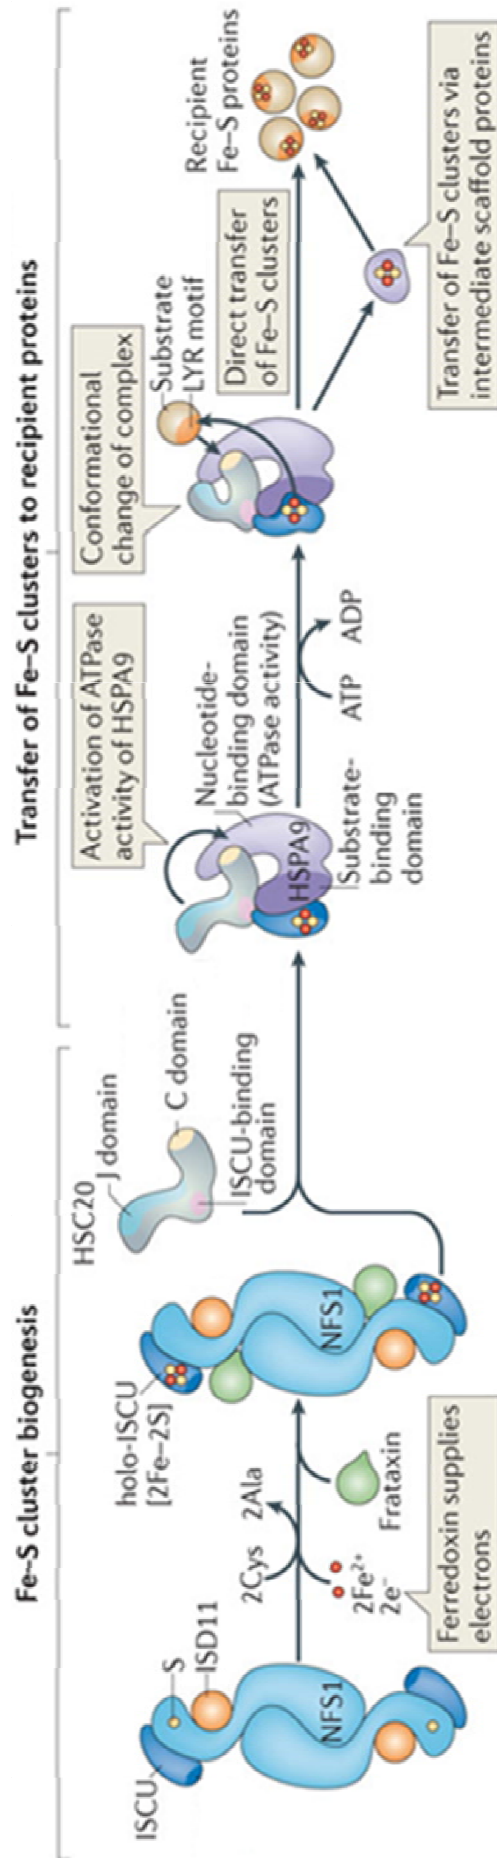 Fe–S cluster biogenesis
Transfer of Fe–S clusters to recipient proteins
ISCU
S
ISD11
NFS1
2Cys
2Ala
2Fe²⁺
2e⁻
Frataxin
Ferredoxin supplies
electrons
holo-ISCU
[2Fe–2S]
NFS1
HSC20
J domain
C domain
ISCU-binding
domain
Activation of ATPase
activity of HSPA9
Nucleotide-
binding domain
(ATPase activity)
HSPA9
Substrate-
binding
domain
ATP
ADP
Conformational
change of complex
Substrate
LYR motif
Direct transfer
of Fe–S clusters
Recipient
Fe–S proteins
Transfer of Fe–S clusters via
intermediate scaffold proteins